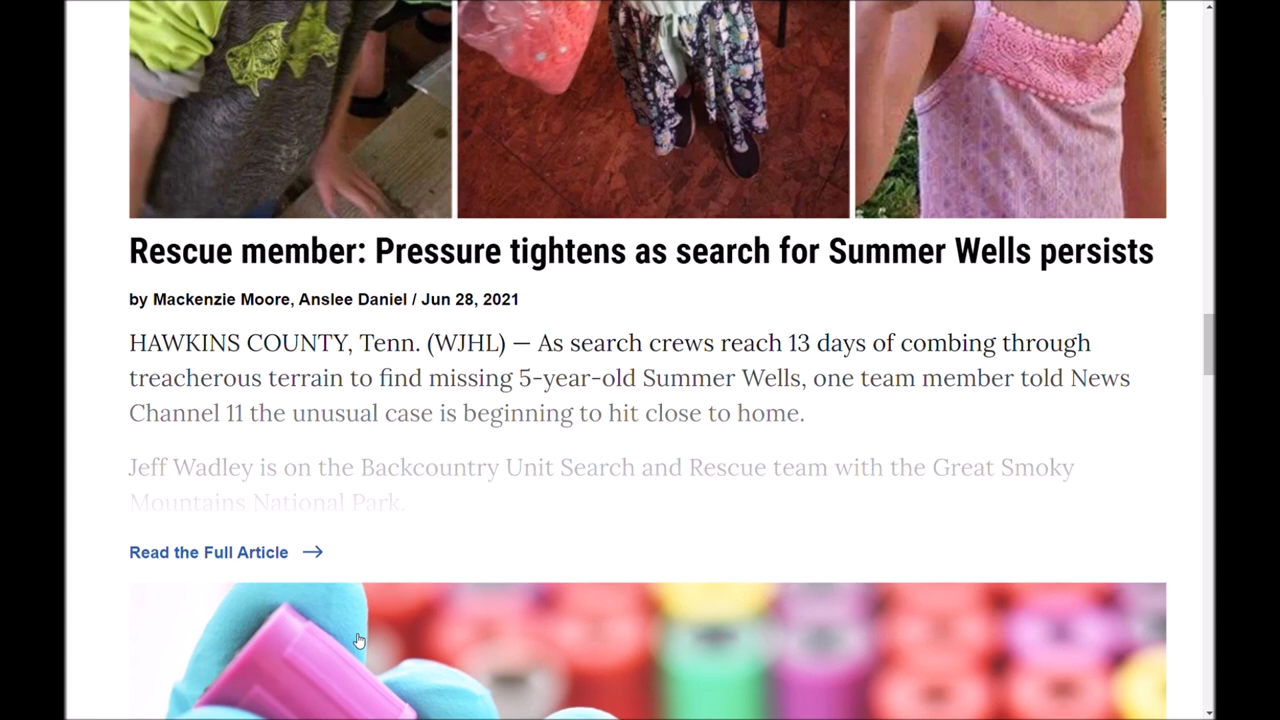 Rescue member: Pressure tightens as search for Summer Wells persists
by Mackenzie Moore, Anslee Daniel / Jun 28, 2021
HAWKINS COUNTY, Tenn. (WJHL) — As search crews reach 13 days of combing through
treacherous terrain to find missing 5-year-old Summer Wells, one team member told News
Channel 11 the unusual case is beginning to hit close to home.
Jeff Wadley is on the Backcountry Unit Search and Rescue team with the Great Smoky
Mountains National Park.
Read the Full Article